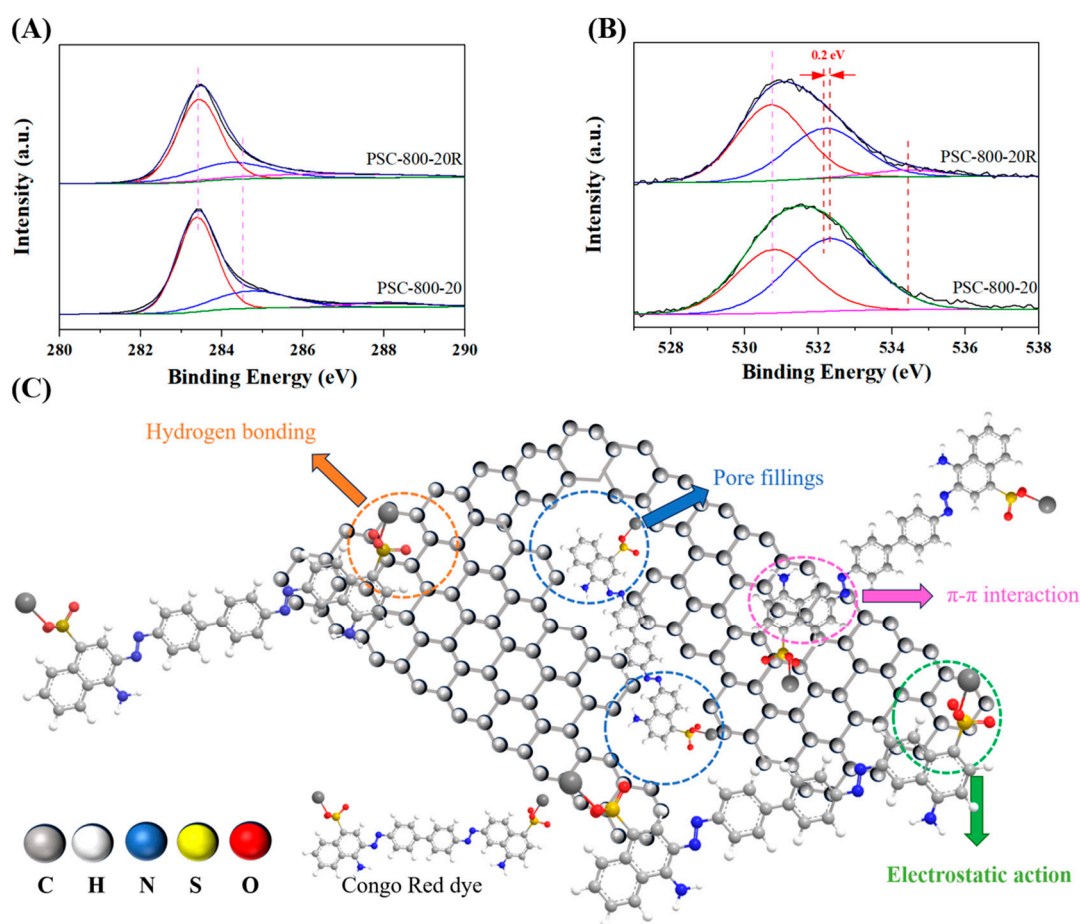 (A)
Intensity (a.u.)
PSC-800-20R
PSC-800-20
280 282 284 286 288 290
Binding Energy (eV)
(B)
0.2 eV
Intensity (a.u.)
PSC-800-20R
PSC-800-20
528 530 532 534 536 538
Binding Energy (eV)
(C)
Hydrogen bonding
Pore fillings
π-π interaction
Electrostatic action
Congo Red dye
C H N S O